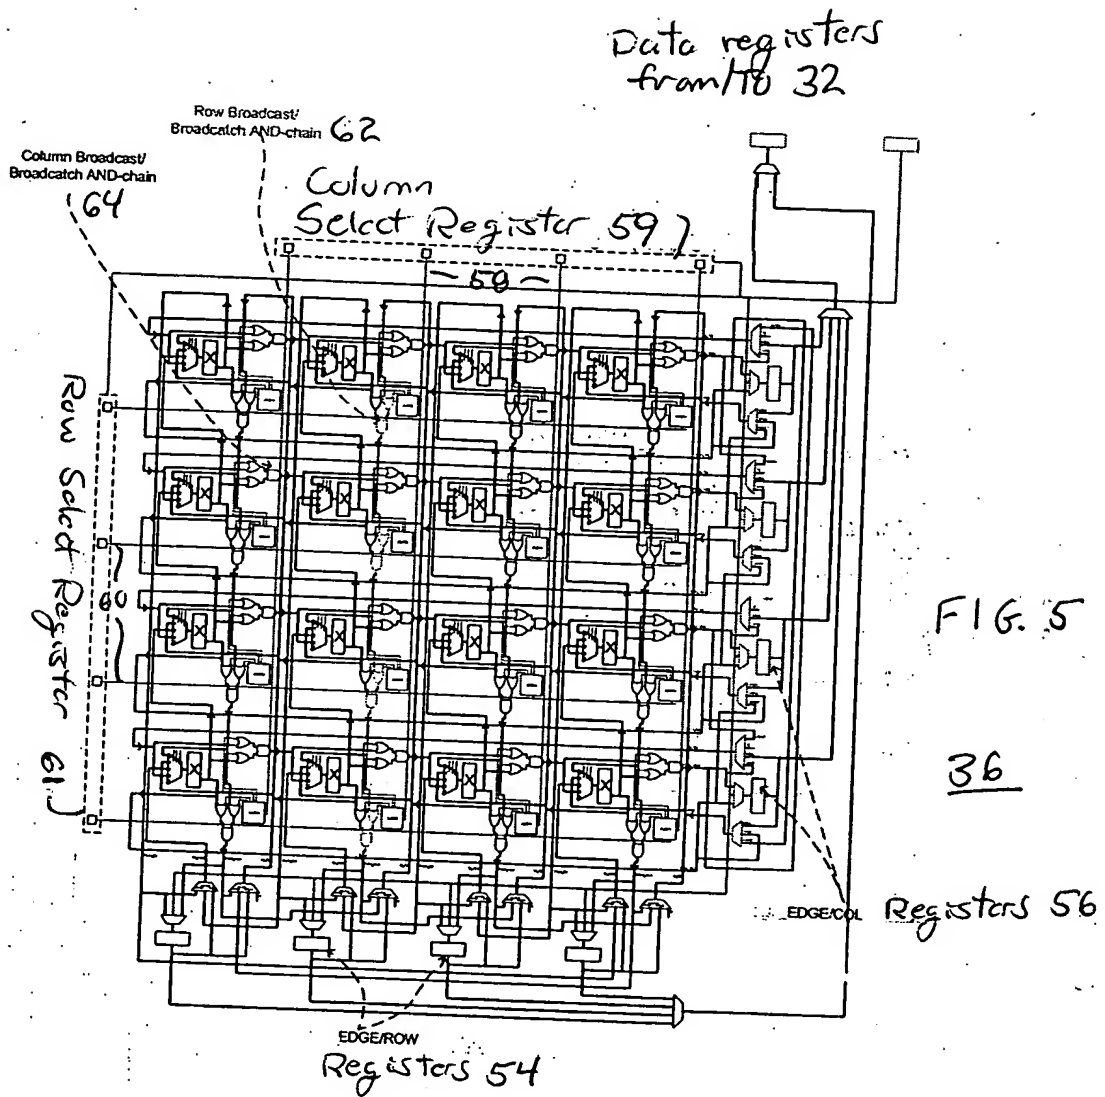 Data registers
from/To 32
Row Broadcast/
Broadcatch AND-chain 62
Column Broadcast/
Broadcatch AND-chain
64
Column
Select Register 59
58
Row Select Register 61
60
FIG. 5
36
EDGE/COL Registers 56
EDGE/ROW
Registers 54